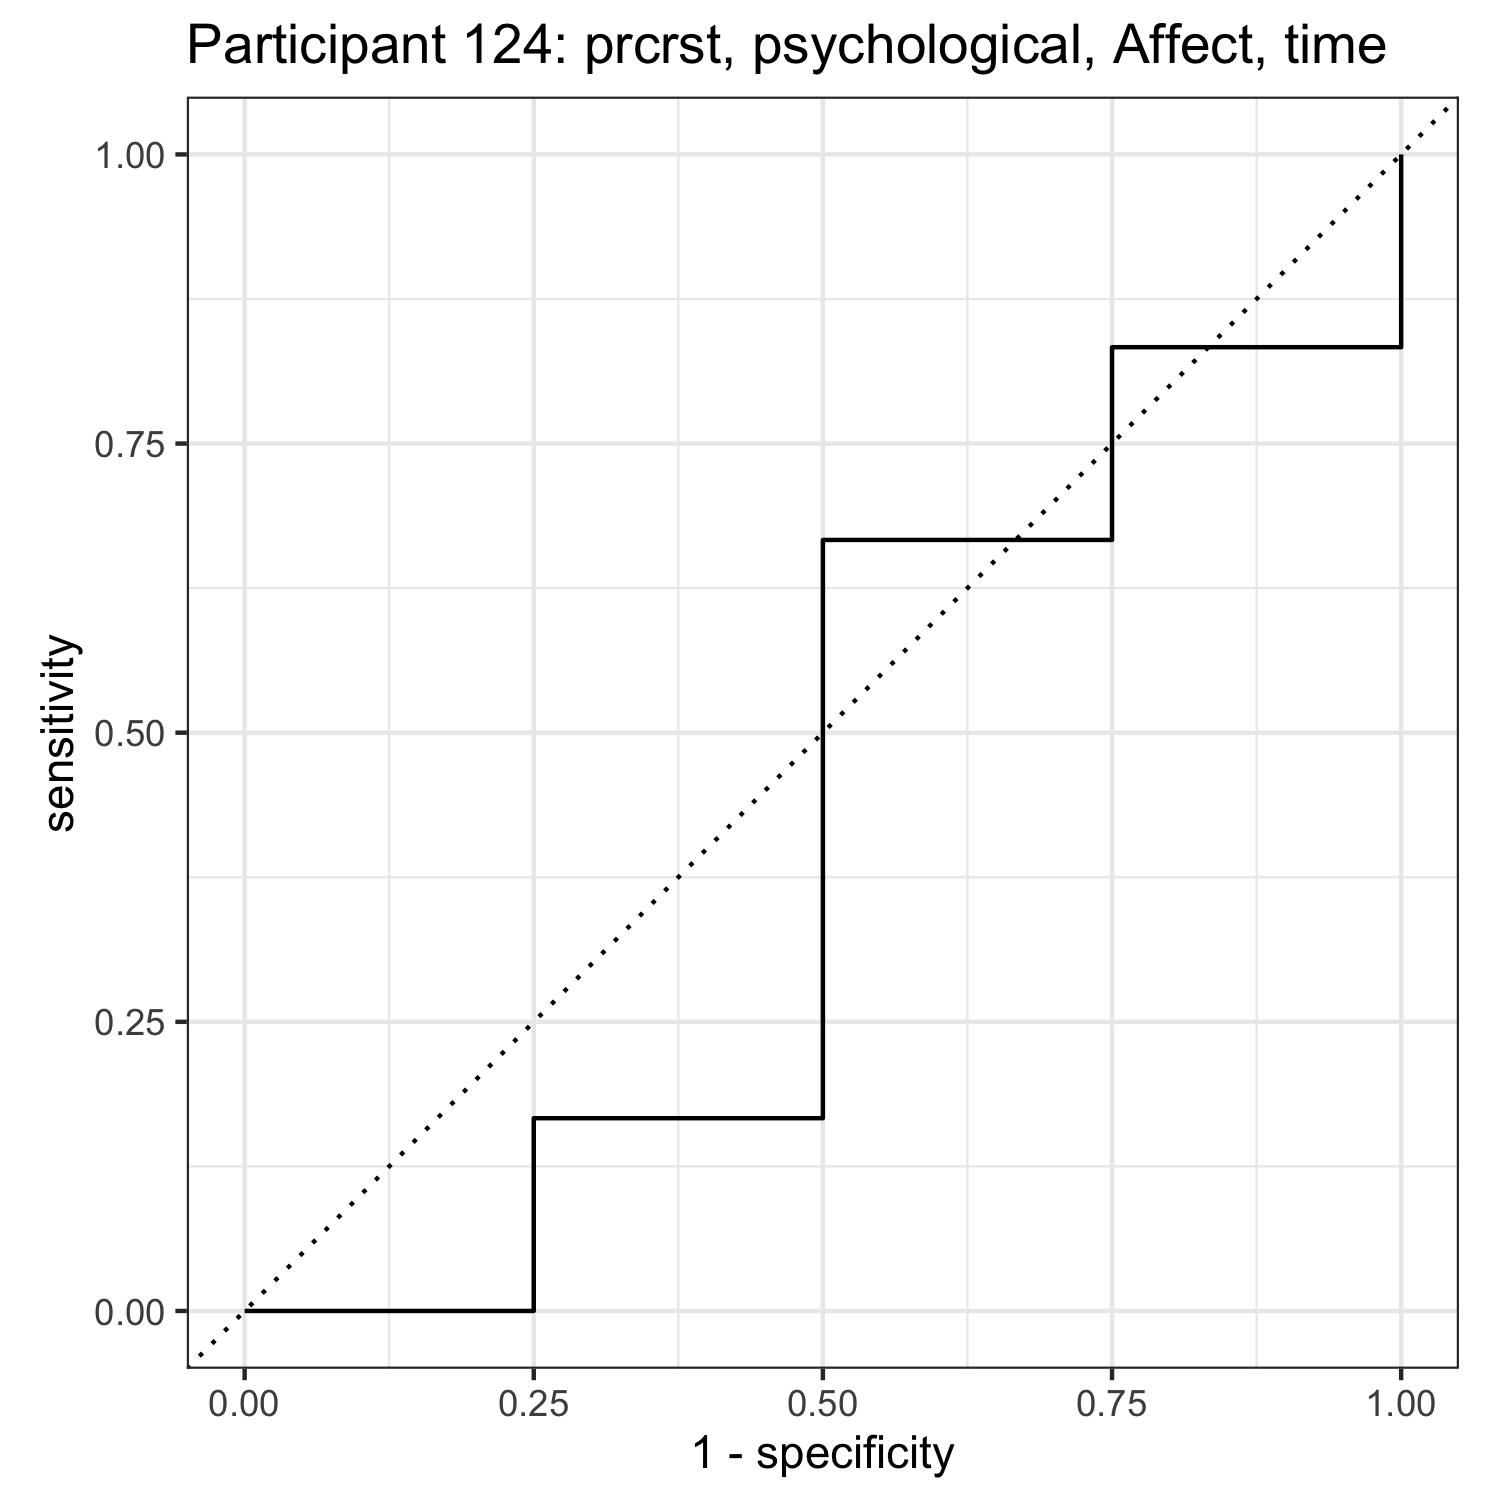 Participant 124: prcrst, psychological, Affect, time
1.00
0.75
0.50
0.25
0.00
sensitivity
0.00 0.25 0.50 0.75 1.00
1 - specificity